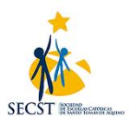 SECST
SOCIEDAD
DE ESCUELAS CATÓLICAS
DE SANTO TOMÁS DE AQUINO